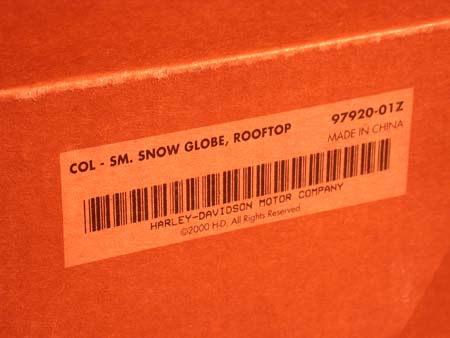 COL - SM. SNOW GLOBE, ROOFTOP 97920-01Z
MADE IN CHINA
HARLEY-DAVIDSON MOTOR COMPANY
©2000 H-D. All Rights Reserved